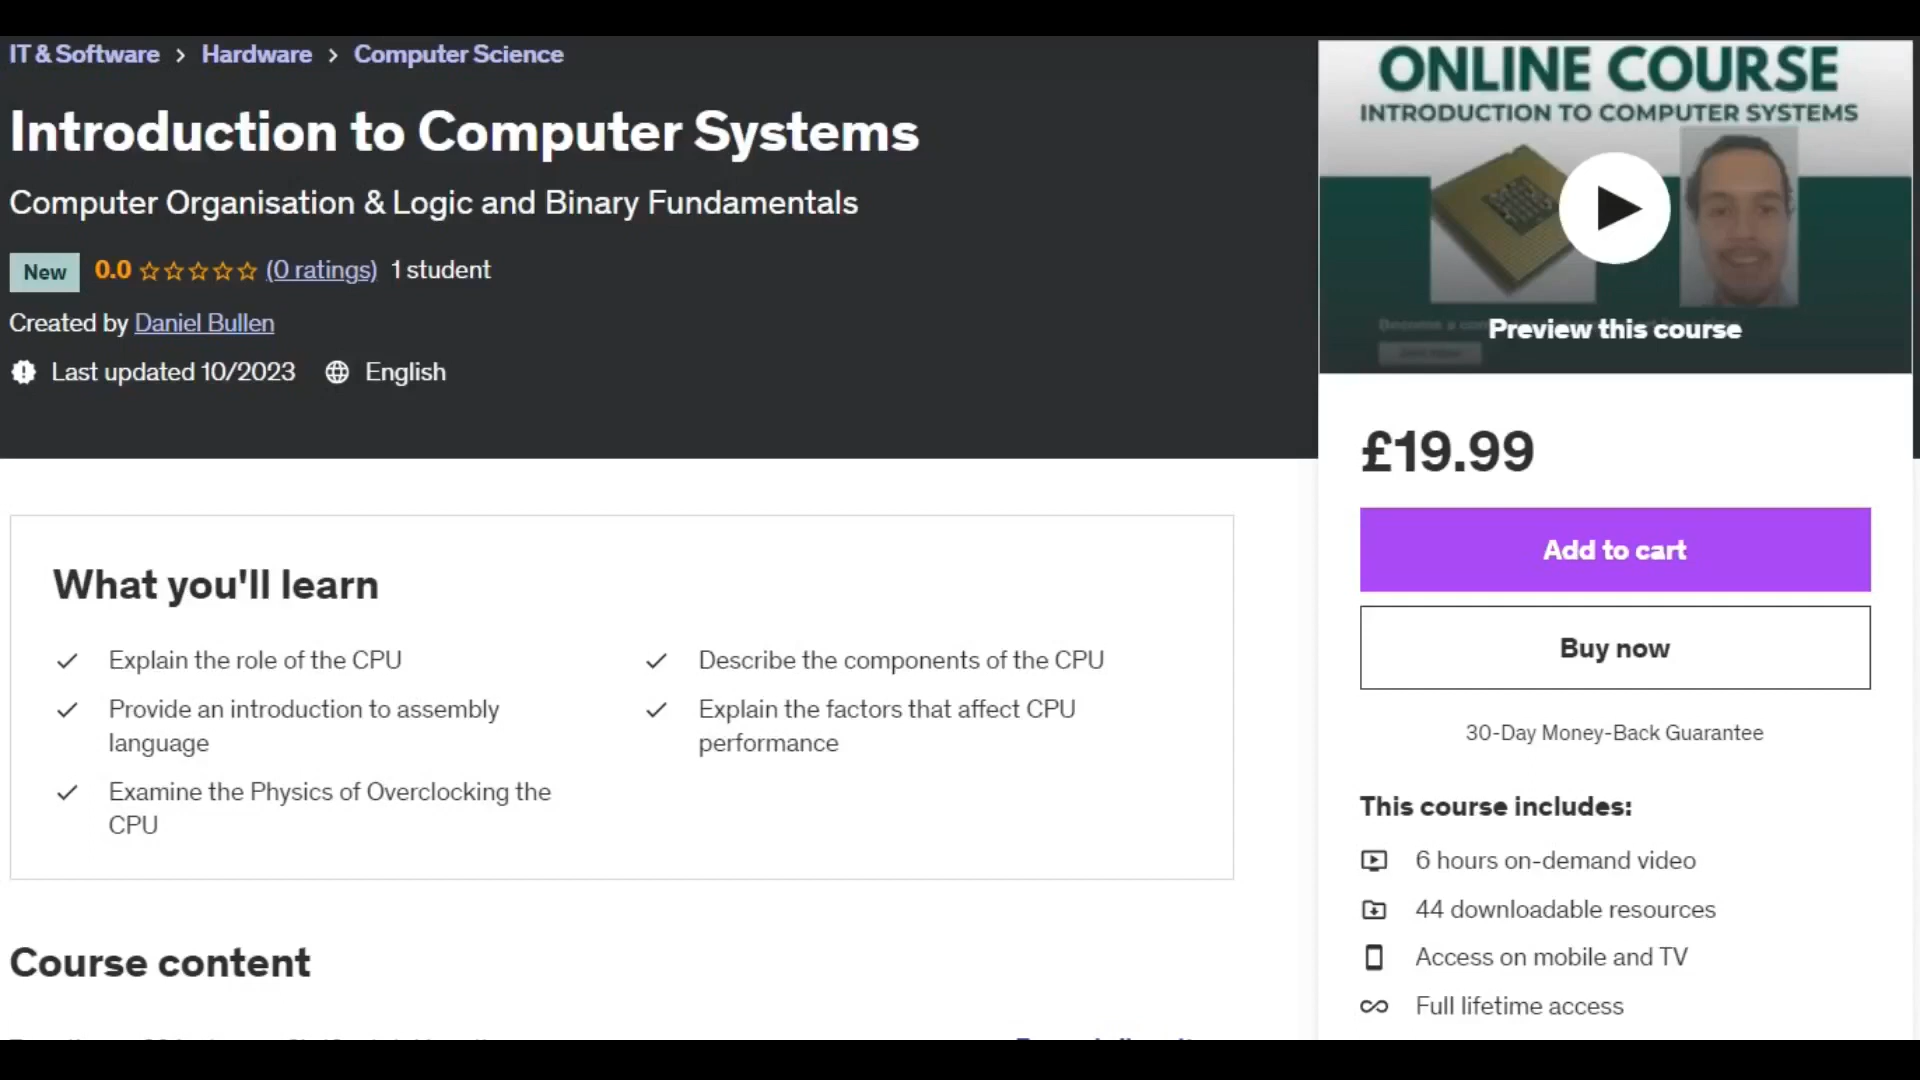 IT & Software > Hardware > Computer Science
Introduction to Computer Systems
Computer Organisation & Logic and Binary Fundamentals
New 0.0 (0 ratings) 1 student
Created by Daniel Bullen
Last updated 10/2023 English
What you'll learn
Explain the role of the CPU
Provide an introduction to assembly
language
Examine the Physics of Overclocking the
CPU
Describe the components of the CPU
Explain the factors that affect CPU
performance
Course content
ONLINE COURSE
INTRODUCTION TO COMPUTER SYSTEMS
Preview this course
£19.99
Add to cart
Buy now
30-Day Money-Back Guarantee
This course includes:
6 hours on-demand video
44 downloadable resources
Access on mobile and TV
Full lifetime access